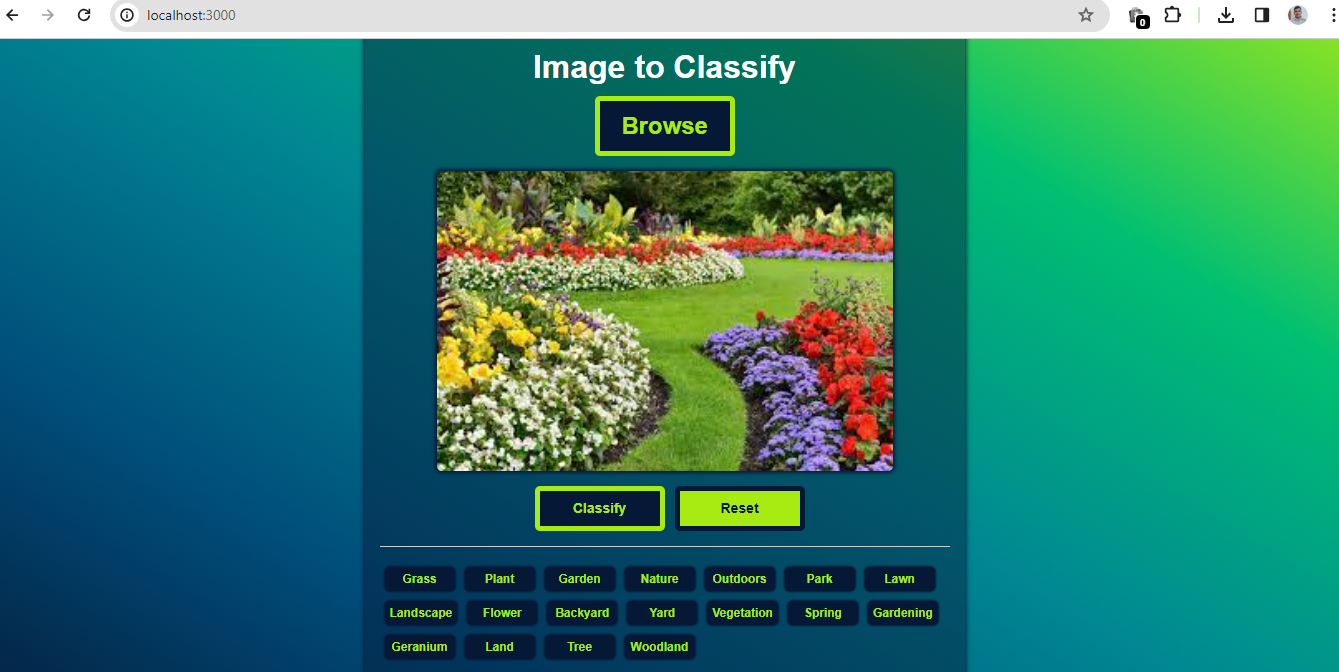 localhost:3000
0
Image to Classify
Browse
Classify Reset
Grass Plant Garden Nature Outdoors Park Lawn
Landscape Flower Backyard Yard Vegetation Spring Gardening
Geranium Land Tree Woodland